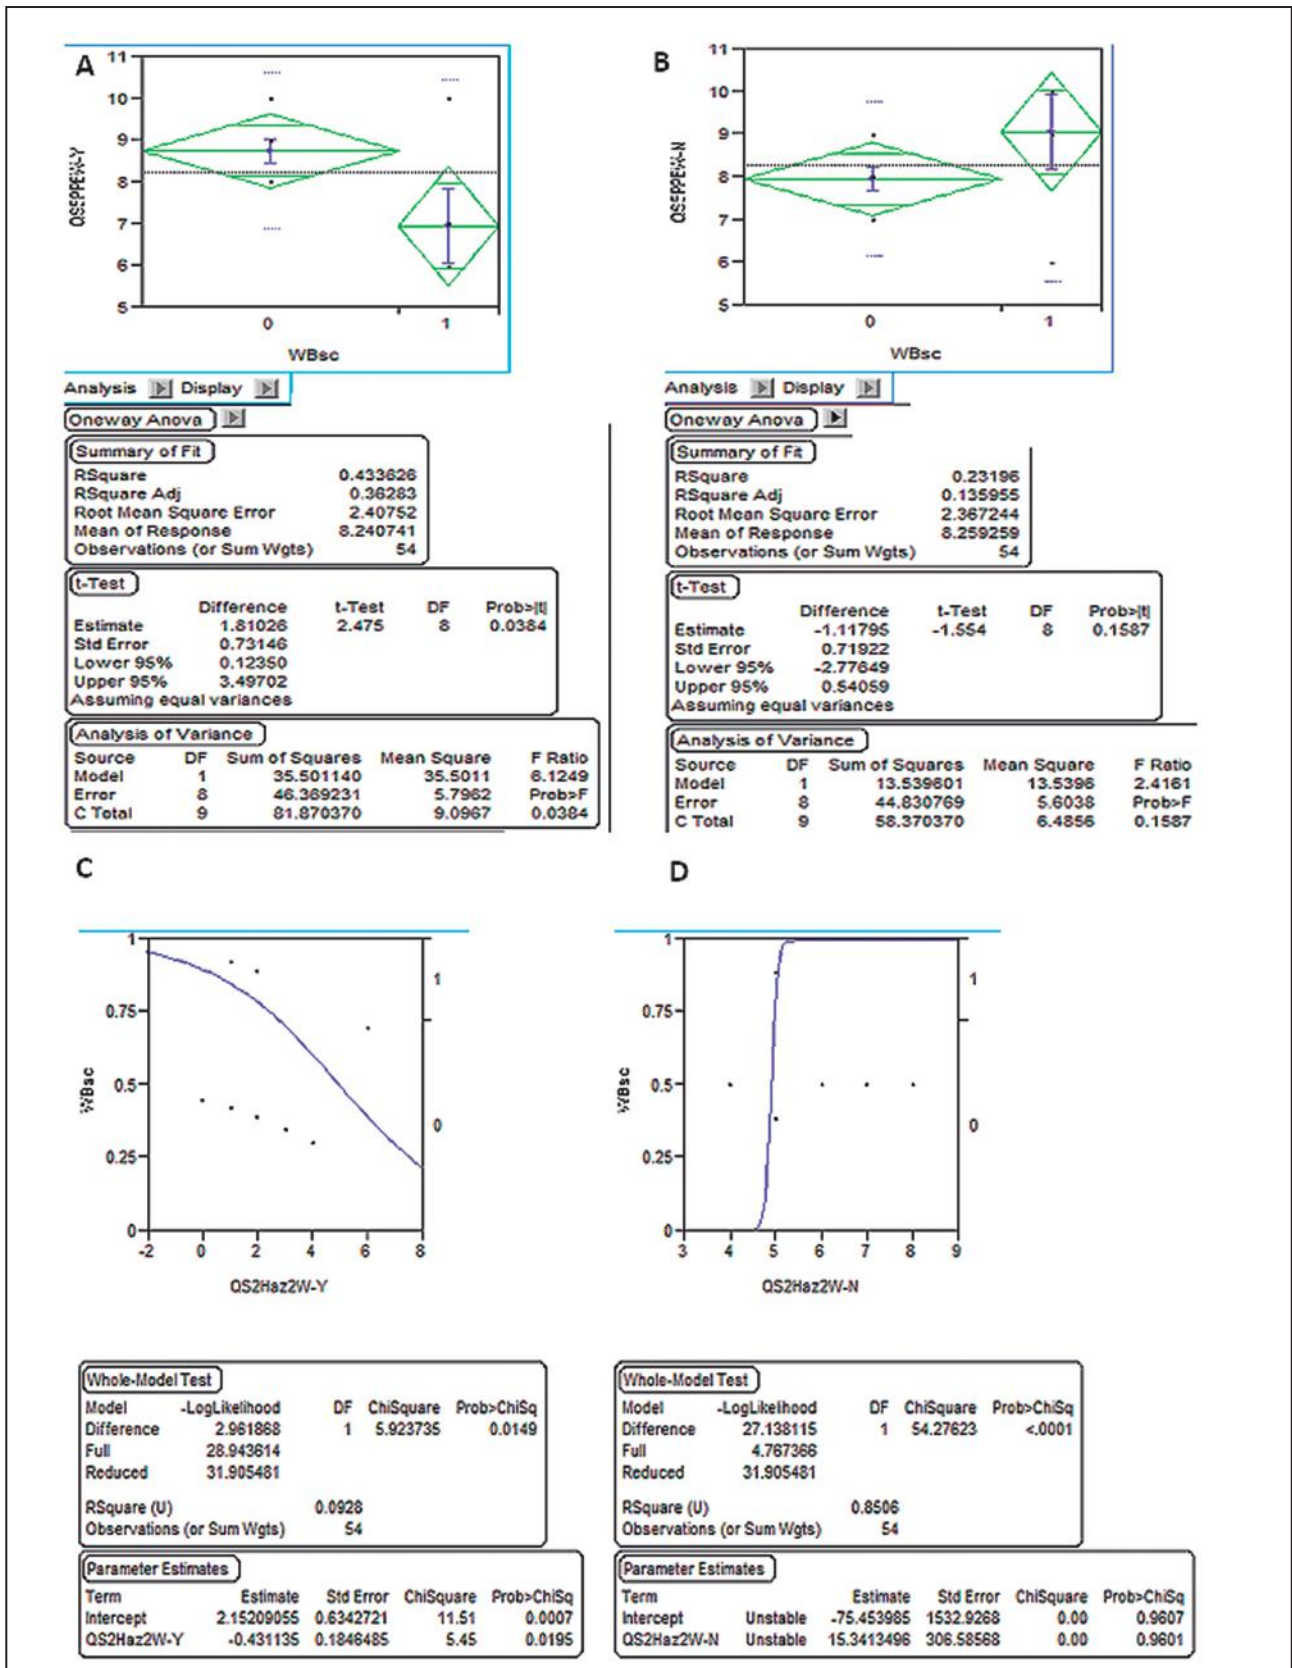 A
11
10
9
8
7
6
5
QSEPPEW-Y
0 1
WBsc
Analysis Display
Oneway Anova
Summary of Fit
RSquare 0.433626
RSquare Adj 0.36283
Root Mean Square Error 2.40752
Mean of Response 8.240741
Observations (or Sum Wgts) 54
t-Test
Difference t-Test DF Prob>|t|
Estimate 1.81026 2.475 8 0.0384
Std Error 0.73146
Lower 95% 0.12350
Upper 95% 3.49702
Assuming equal variances
Analysis of Variance
Source DF Sum of Squares Mean Square F Ratio
Model 1 35.501140 35.5011 6.1249
Error 8 46.369231 5.7962 Prob>F
C Total 9 81.870370 9.0967 0.0384
B
11
10
9
8
7
6
5
QSEPPEW-N
0 1
WBsc
Analysis Display
Oneway Anova
Summary of Fit
RSquare 0.23196
RSquare Adj 0.135955
Root Mean Square Error 2.367244
Mean of Response 8.259259
Observations (or Sum Wgts) 54
t-Test
Difference t-Test DF Prob>|t|
Estimate -1.11795 -1.554 8 0.1587
Std Error 0.71922
Lower 95% -2.77649
Upper 95% 0.54059
Assuming equal variances
Analysis of Variance
Source DF Sum of Squares Mean Square F Ratio
Model 1 13.539601 13.5396 2.4161
Error 8 44.830769 5.6038 Prob>F
C Total 9 58.370370 6.4856 0.1587
C
1
0.75
0.5
0.25
0
WBsc
1
0
-2 0 2 4 6 8
QS2Haz2W-Y
Whole-Model Test
Model -LogLikelihood DF ChiSquare Prob>ChiSq
Difference 2.961868 1 5.923735 0.0149
Full 28.943614
Reduced 31.905481
RSquare (U) 0.0928
Observations (or Sum Wgts) 54
Parameter Estimates
Term Estimate Std Error ChiSquare Prob>ChiSq
Intercept 2.15209055 0.6342721 11.51 0.0007
QS2Haz2W-Y -0.431135 0.1846485 5.45 0.0195
D
1
0.75
0.5
0.25
0
WBsc
1
0
3 4 5 6 7 8 9
QS2Haz2W-N
Whole-Model Test
Model -LogLikelihood DF ChiSquare Prob>ChiSq
Difference 27.138115 1 54.27623 <.0001
Full 4.767366
Reduced 31.905481
RSquare (U) 0.8506
Observations (or Sum Wgts) 54
Parameter Estimates
Term Estimate Std Error ChiSquare Prob>ChiSq
Intercept Unstable -75.453985 1532.9268 0.00 0.9607
QS2Haz2W-N Unstable 15.3413496 306.58568 0.00 0.9601